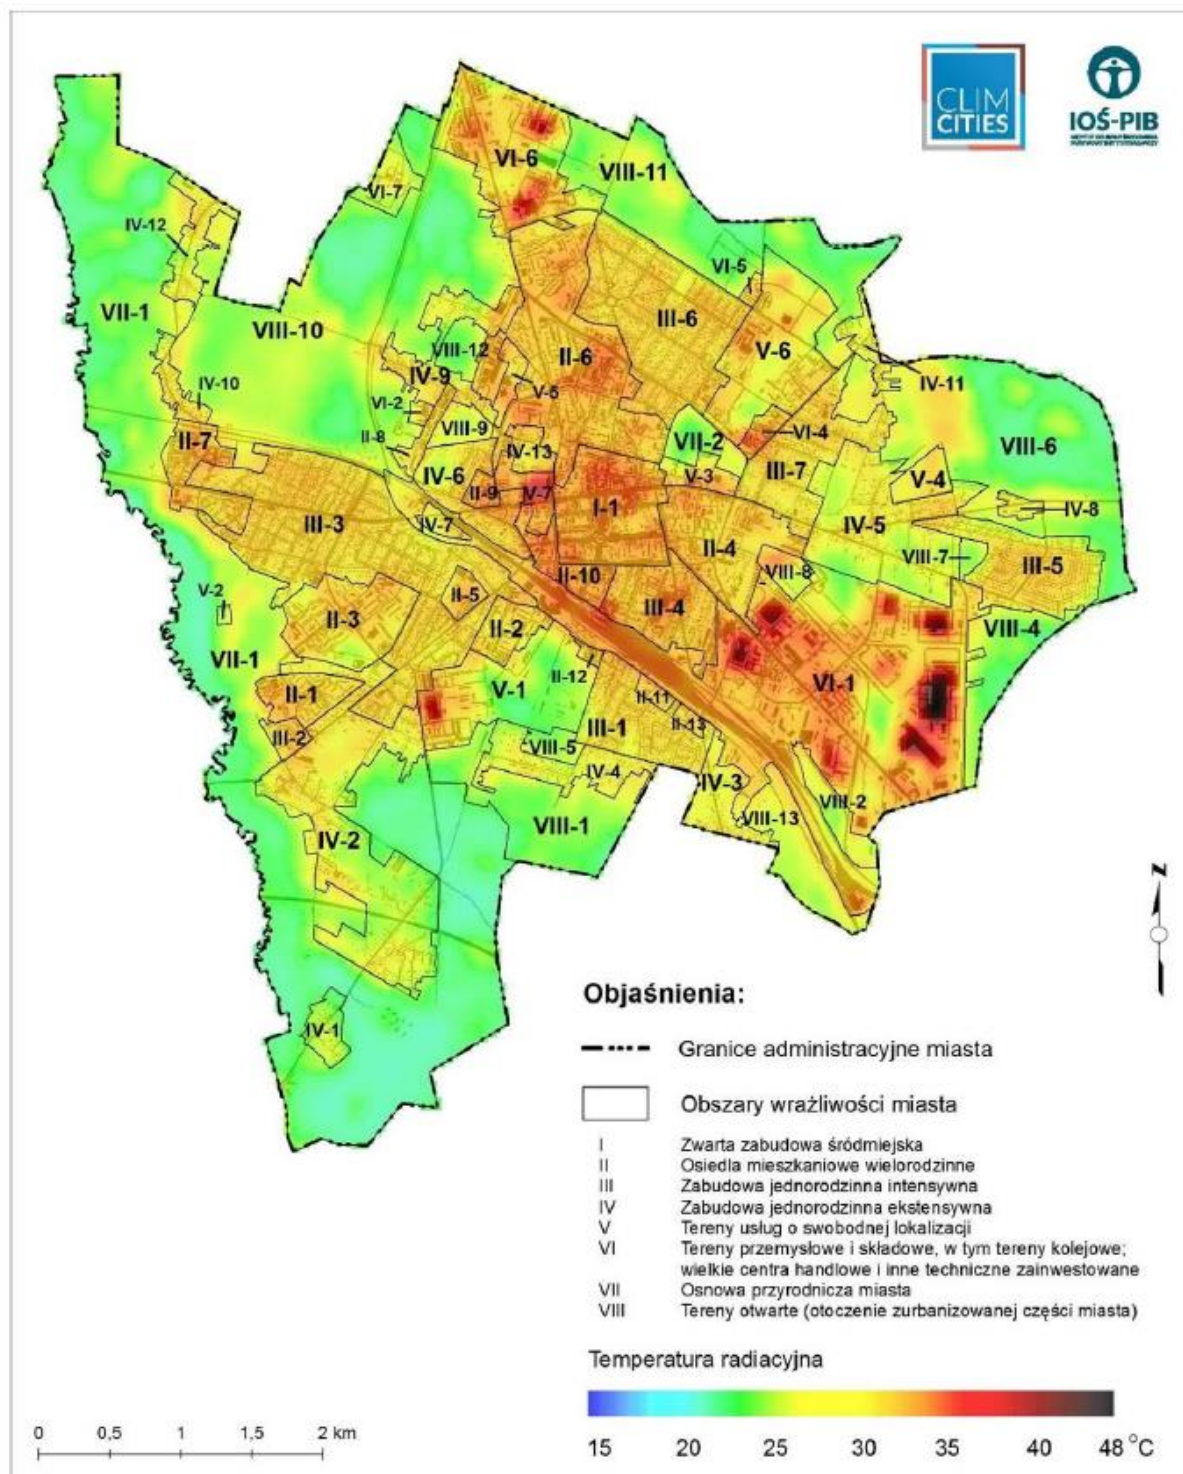 CLIM
CITIES
IOŚ-PIB
VI-6
VIII-11
VI-7
IV-12
VI-5
VII-1
VIII-10
III-6
VIII-12
II-6
V-6
IV-9
IV-10
V-5
IV-11
VI-2
VIII-9
VI-4
II-8
II-7
VII-2
VIII-6
IV-13
III-7
IV-6
V-3
V-4
II-9
V-7
I-1
IV-8
III-3
IV-7
IV-5
II-4
VIII-7
III-5
VIII-8
II-10
V-2
II-5
III-4
II-3
II-2
VIII-4
VII-1
II-12
V-1
VI-1
II-1
II-11
II-13
III-2
III-1
VIII-5
IV-4
IV-3
VIII-2
VIII-13
VIII-1
IV-2
IV-1
N
Objaśnienia:
Granice administracyjne miasta
Obszary wrażliwości miasta
I Zwarta zabudowa śródmiejska
II Osiedla mieszkaniowe wielorodzinne
III Zabudowa jednorodzinna intensywna
IV Zabudowa jednorodzinna ekstensywna
V Tereny usług o swobodnej lokalizacji
VI Tereny przemysłowe i składowe, w tym tereny kolejowe;
wielkie centra handlowe i inne techniczne zainwestowane
VII Osnowa przyrodnicza miasta
VIII Tereny otwarte (otoczenie zurbanizowanej części miasta)
Temperatura radiacyjna
15 20 25 30 35 40 48 °C
0 0,5 1 1,5 2 km